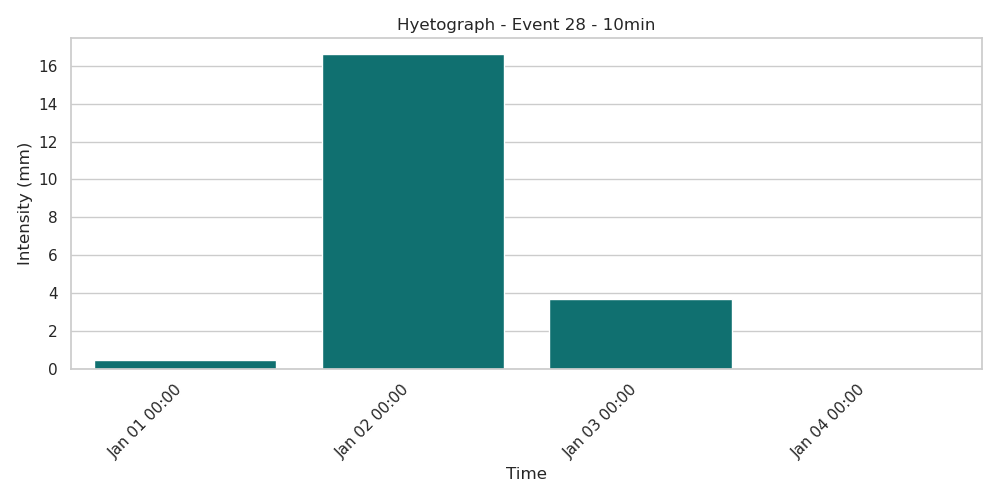 Hyetograph - Event 28 - 10min
Intensity (mm)
16
14
12
10
8
6
4
2
0
Jan 01 00:00
Jan 02 00:00
Jan 03 00:00
Jan 04 00:00
Time